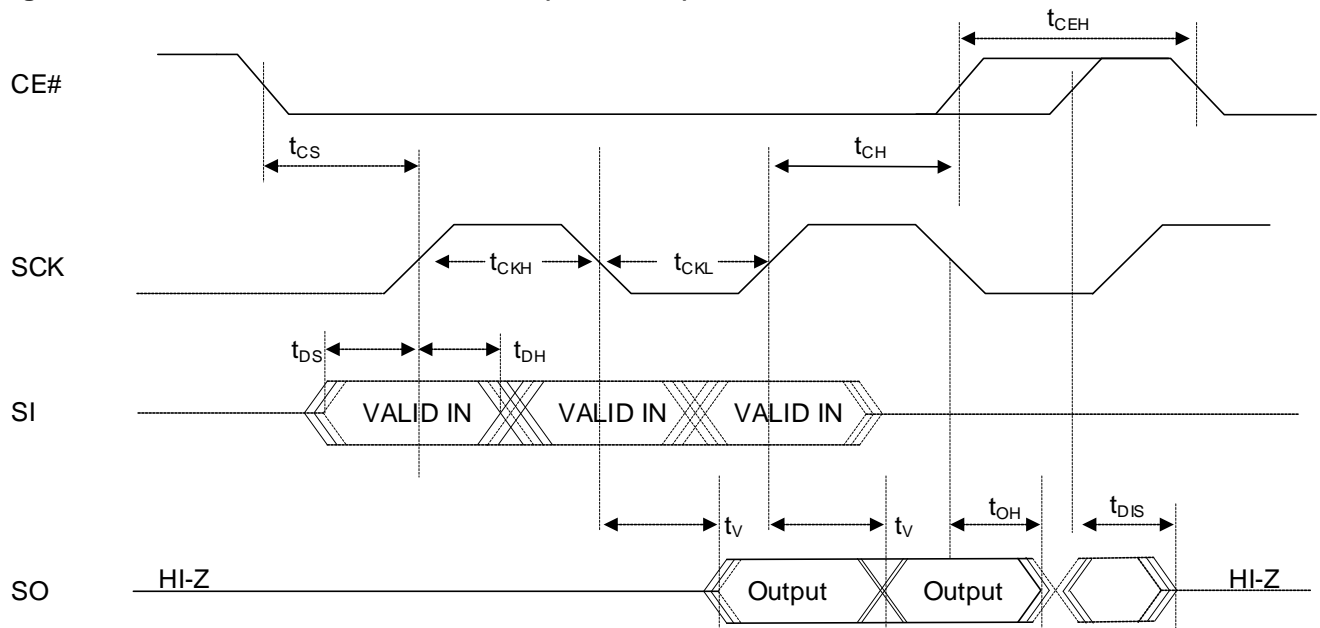 tCEH
CE#
tCS
tCH
SCK
tCKH
tCKL
tDS
tDH
SI
VALID IN
VALID IN
VALID IN
tV
tV
tOH
tDIS
SO
HI-Z
Output
Output
HI-Z